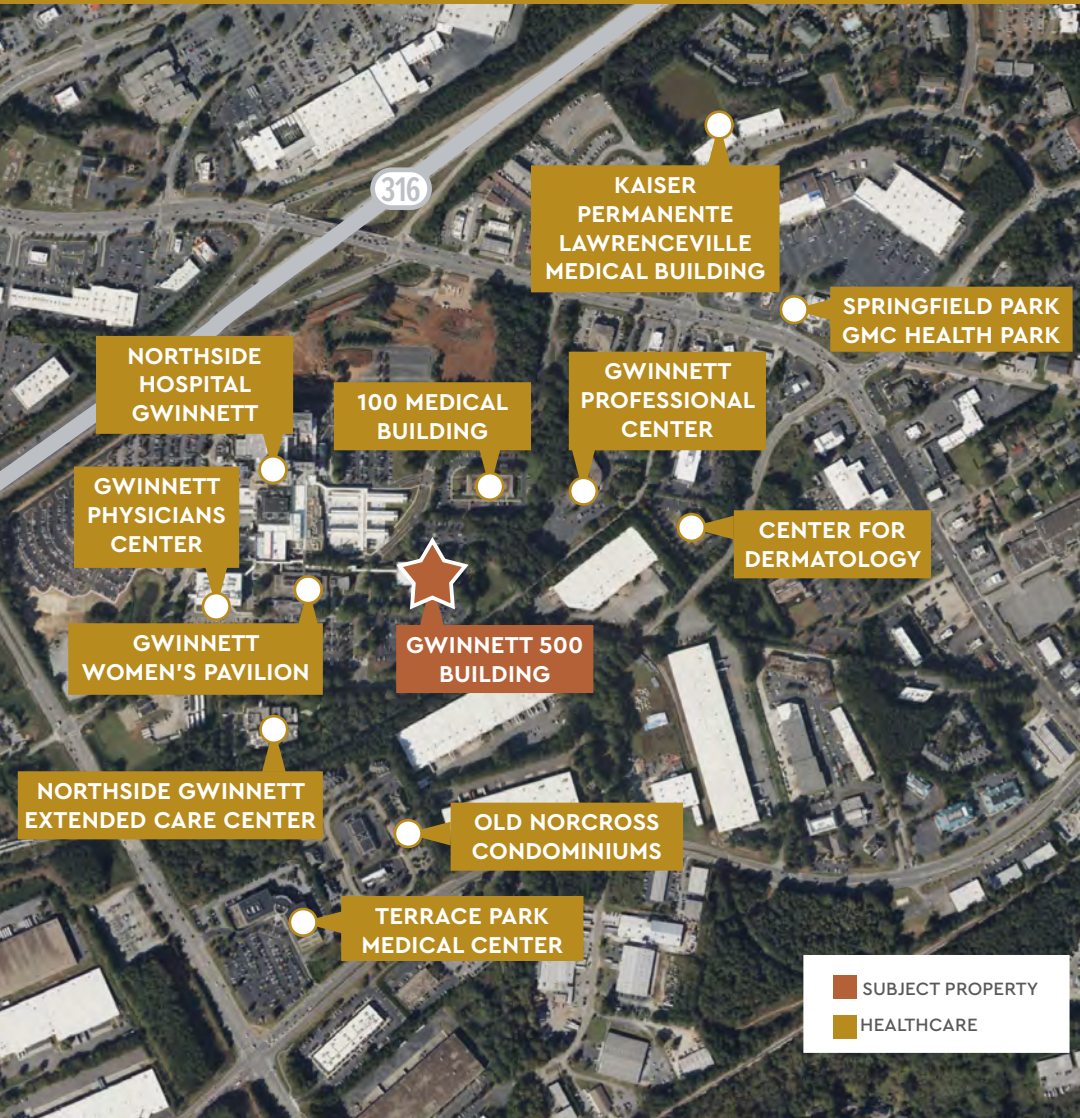 316
KAISER
PERMANENTE
LAWRENCEVILLE
MEDICAL BUILDING
SPRINGFIELD PARK
GMC HEALTH PARK
NORTHSIDE
HOSPITAL
GWINNETT
100 MEDICAL
BUILDING
GWINNETT
PROFESSIONAL
CENTER
GWINNETT
PHYSICIANS
CENTER
CENTER FOR
DERMATOLOGY
GWINNETT
WOMEN'S PAVILION
GWINNETT 500
BUILDING
NORTHSIDE GWINNETT
EXTENDED CARE CENTER
OLD NORCROSS
CONDOMINIUMS
TERRACE PARK
MEDICAL CENTER
SUBJECT PROPERTY
HEALTHCARE